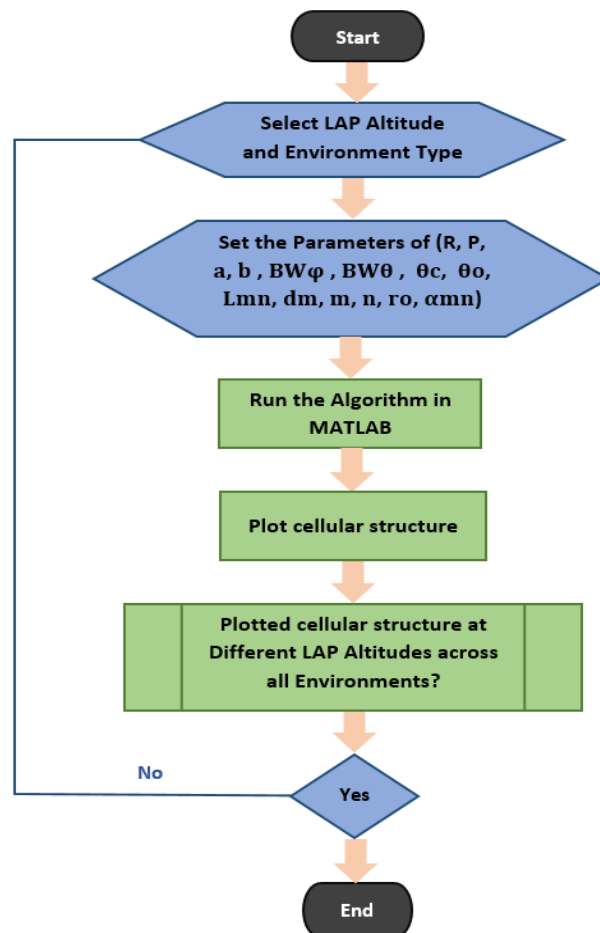 Start
Select LAP Altitude
and Environment Type
Set the Parameters of (R, P,
a, b , BWφ , BWθ , θc, θo,
Lmn, dm, m, n, ro, αmn)
Run the Algorithm in
MATLAB
Plot cellular structure
Plotted cellular structure at
Different LAP Altitudes across
all Environments?
No
Yes
End